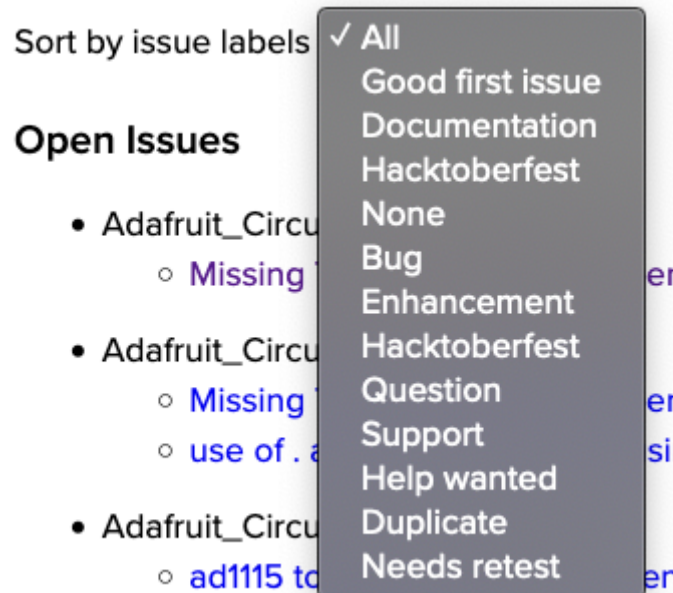 Sort by issue labels ✓ All
Good first issue
Open Issues Documentation
Hacktoberfest
Adafruit_Circu None
Bug
Missing
Enhancement
Adafruit_Circu Hacktoberfest
Missing Question
use of . Support
Help wanted
Adafruit_Circu Duplicate
ad1115 to Needs retest